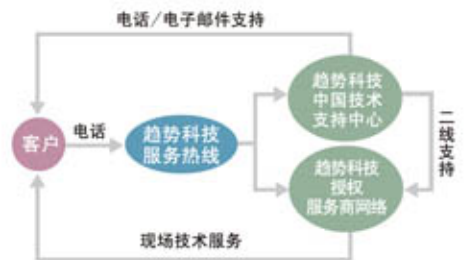 电话/电子邮件支持
客户
电话
趋势科技
服务热线
趋势科技
中国技术
支持中心
二线支持
趋势科技
授权
服务商网络
现场技术服务